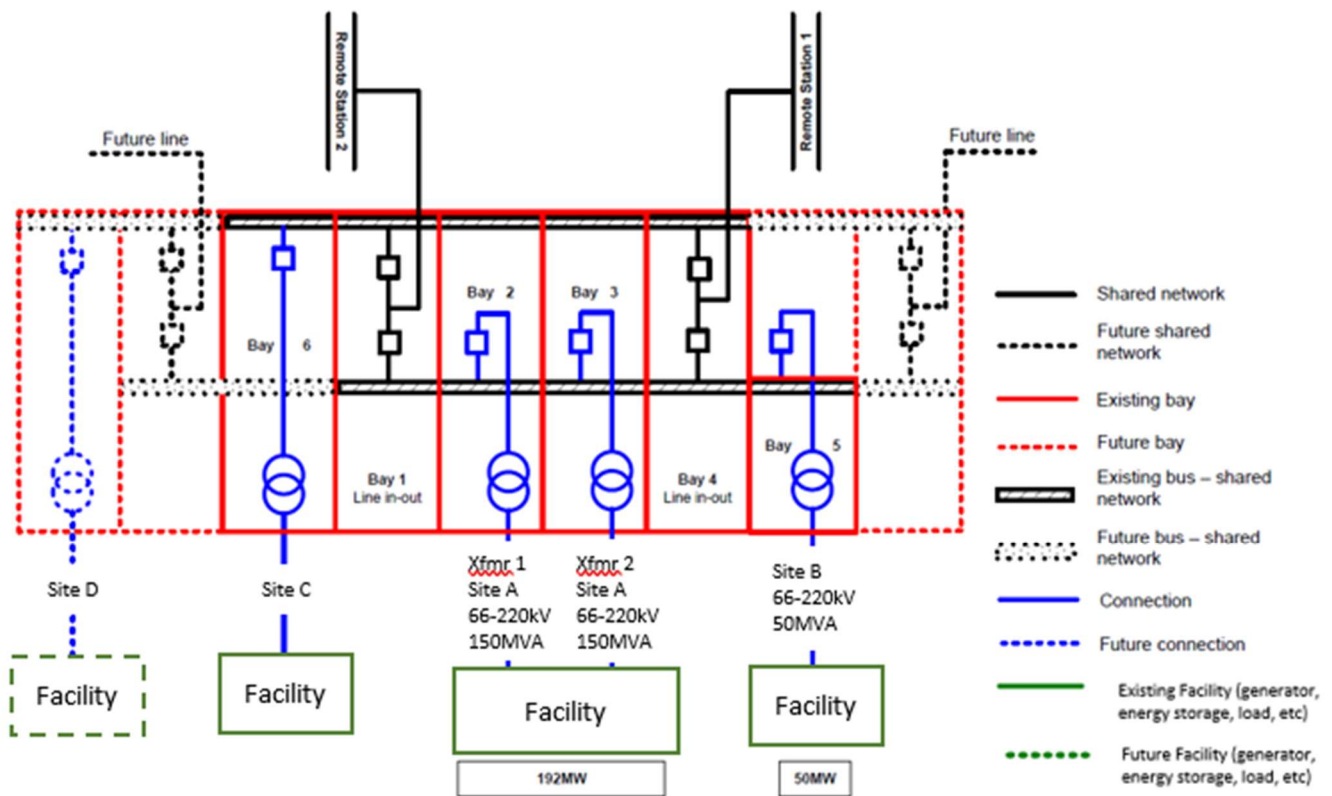 Remote Station 2
Remote Station 1
Future line
Future line
Bay 2
Bay 3
Bay 6
Bay 5
Bay 1
Line in-out
Bay 4
Line in-out
Site D
Site C
Xfmr 1
Site A
66-220kV
150MVA
Xfmr 2
Site A
66-220kV
150MVA
Site B
66-220kV
50MVA
Facility
Facility
Facility
Facility
192MW
50MW
Shared network
Future shared
network
Existing bay
Future bay
Existing bus – shared
network
Future bus – shared
network
Connection
Future connection
Existing Facility (generator,
energy storage, load, etc)
Future Facility (generator,
energy storage, load, etc)